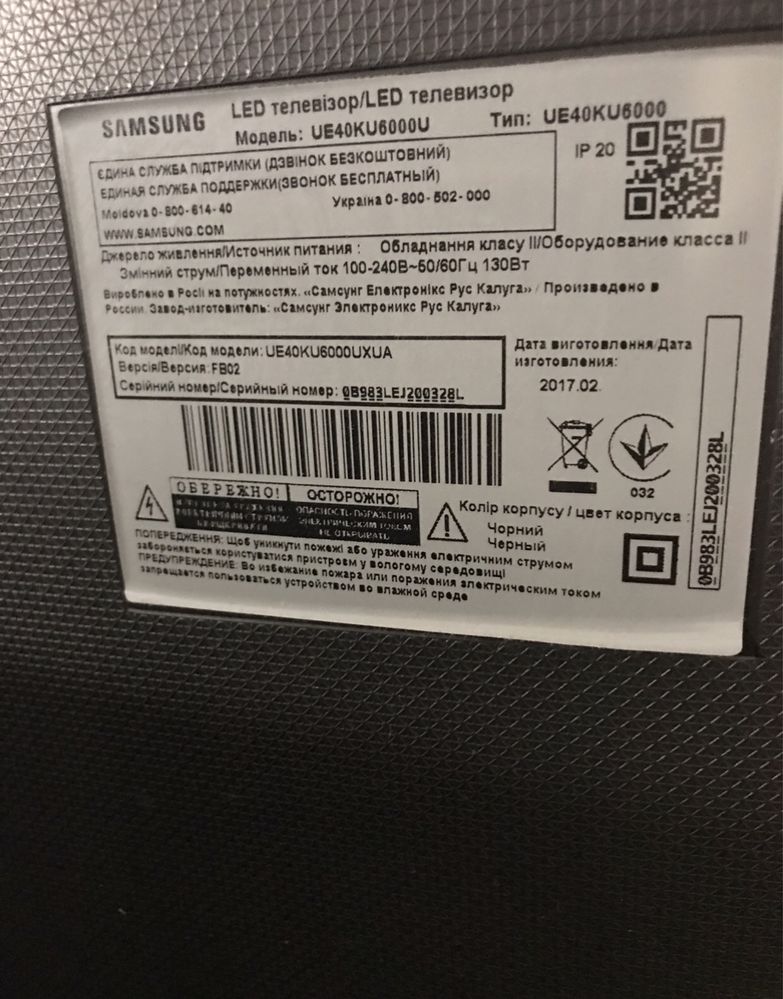 SAMSUNG
LED телевізор/LED телевизор
Модель: UE40KU6000U
Тип: UE40KU6000
ЄДИНА СЛУЖБА ПІДТРИМКИ (ДЗВІНОК БЕЗКОШТОВНИЙ)
ЕДИНАЯ СЛУЖБА ПОДДЕРЖКИ(ЗВОНОК БЕСПЛАТНЫЙ)
Moldova 0-800-614-40
Україна 0-800-502-000
WWW.SAMSUNG.COM
IP 20
Джерело живлення/Источник питания :
Обладнання класу II/Оборудование класса II
Змінний струм/Переменный ток 100-240В~50/60Гц 130Вт
Вироблено в Росії на потужностях. «Самсунг Електронікс Рус Калуга» / Произведено в
России. Завод-изготовитель: «Самсунг Электроникс Рус Калуга»
Код моделі/Код модели: UE40KU6000UXUA
Версія/Версия: FB02
Серійний номер/Серийный номер: 0B983LEJ200328L
Дата виготовлення/Дата
изготовления:
2017.02.
032
ОБЕРЕЖНО!
ОСТОРОЖНО!
ОПАСНОСТЬ ПОРАЖЕНИЯ
ЭЛЕКТРИЧЕСКИМ ТОКОМ
НЕ ОТКРЫВАТЬ
Колір корпусу / цвет корпуса :
Чорний
Черный
ПОПЕРЕДЖЕННЯ: Щоб уникнути пожежі або ураження електричним струмом
забороняється користуватися пристроєм у вологому середовищі
ПРЕДУПРЕЖДЕНИЕ: Во избежание пожара или поражения электрическим током
запрещается пользоваться устройством во влажной среде
0B983LEJ200328L